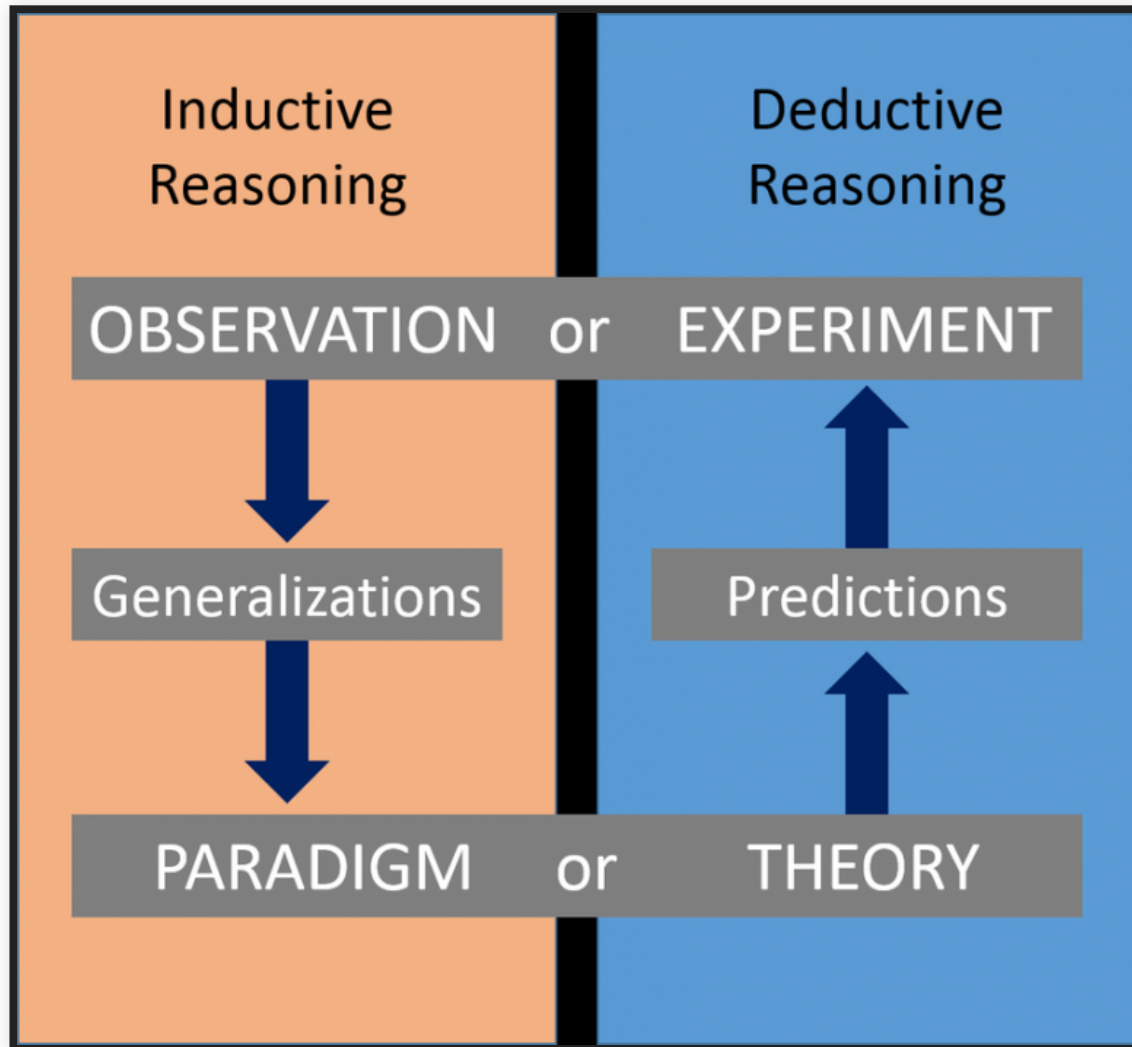 Inductive
Reasoning
Deductive
Reasoning
OBSERVATION or EXPERIMENT
Generalizations
Predictions
PARADIGM or THEORY